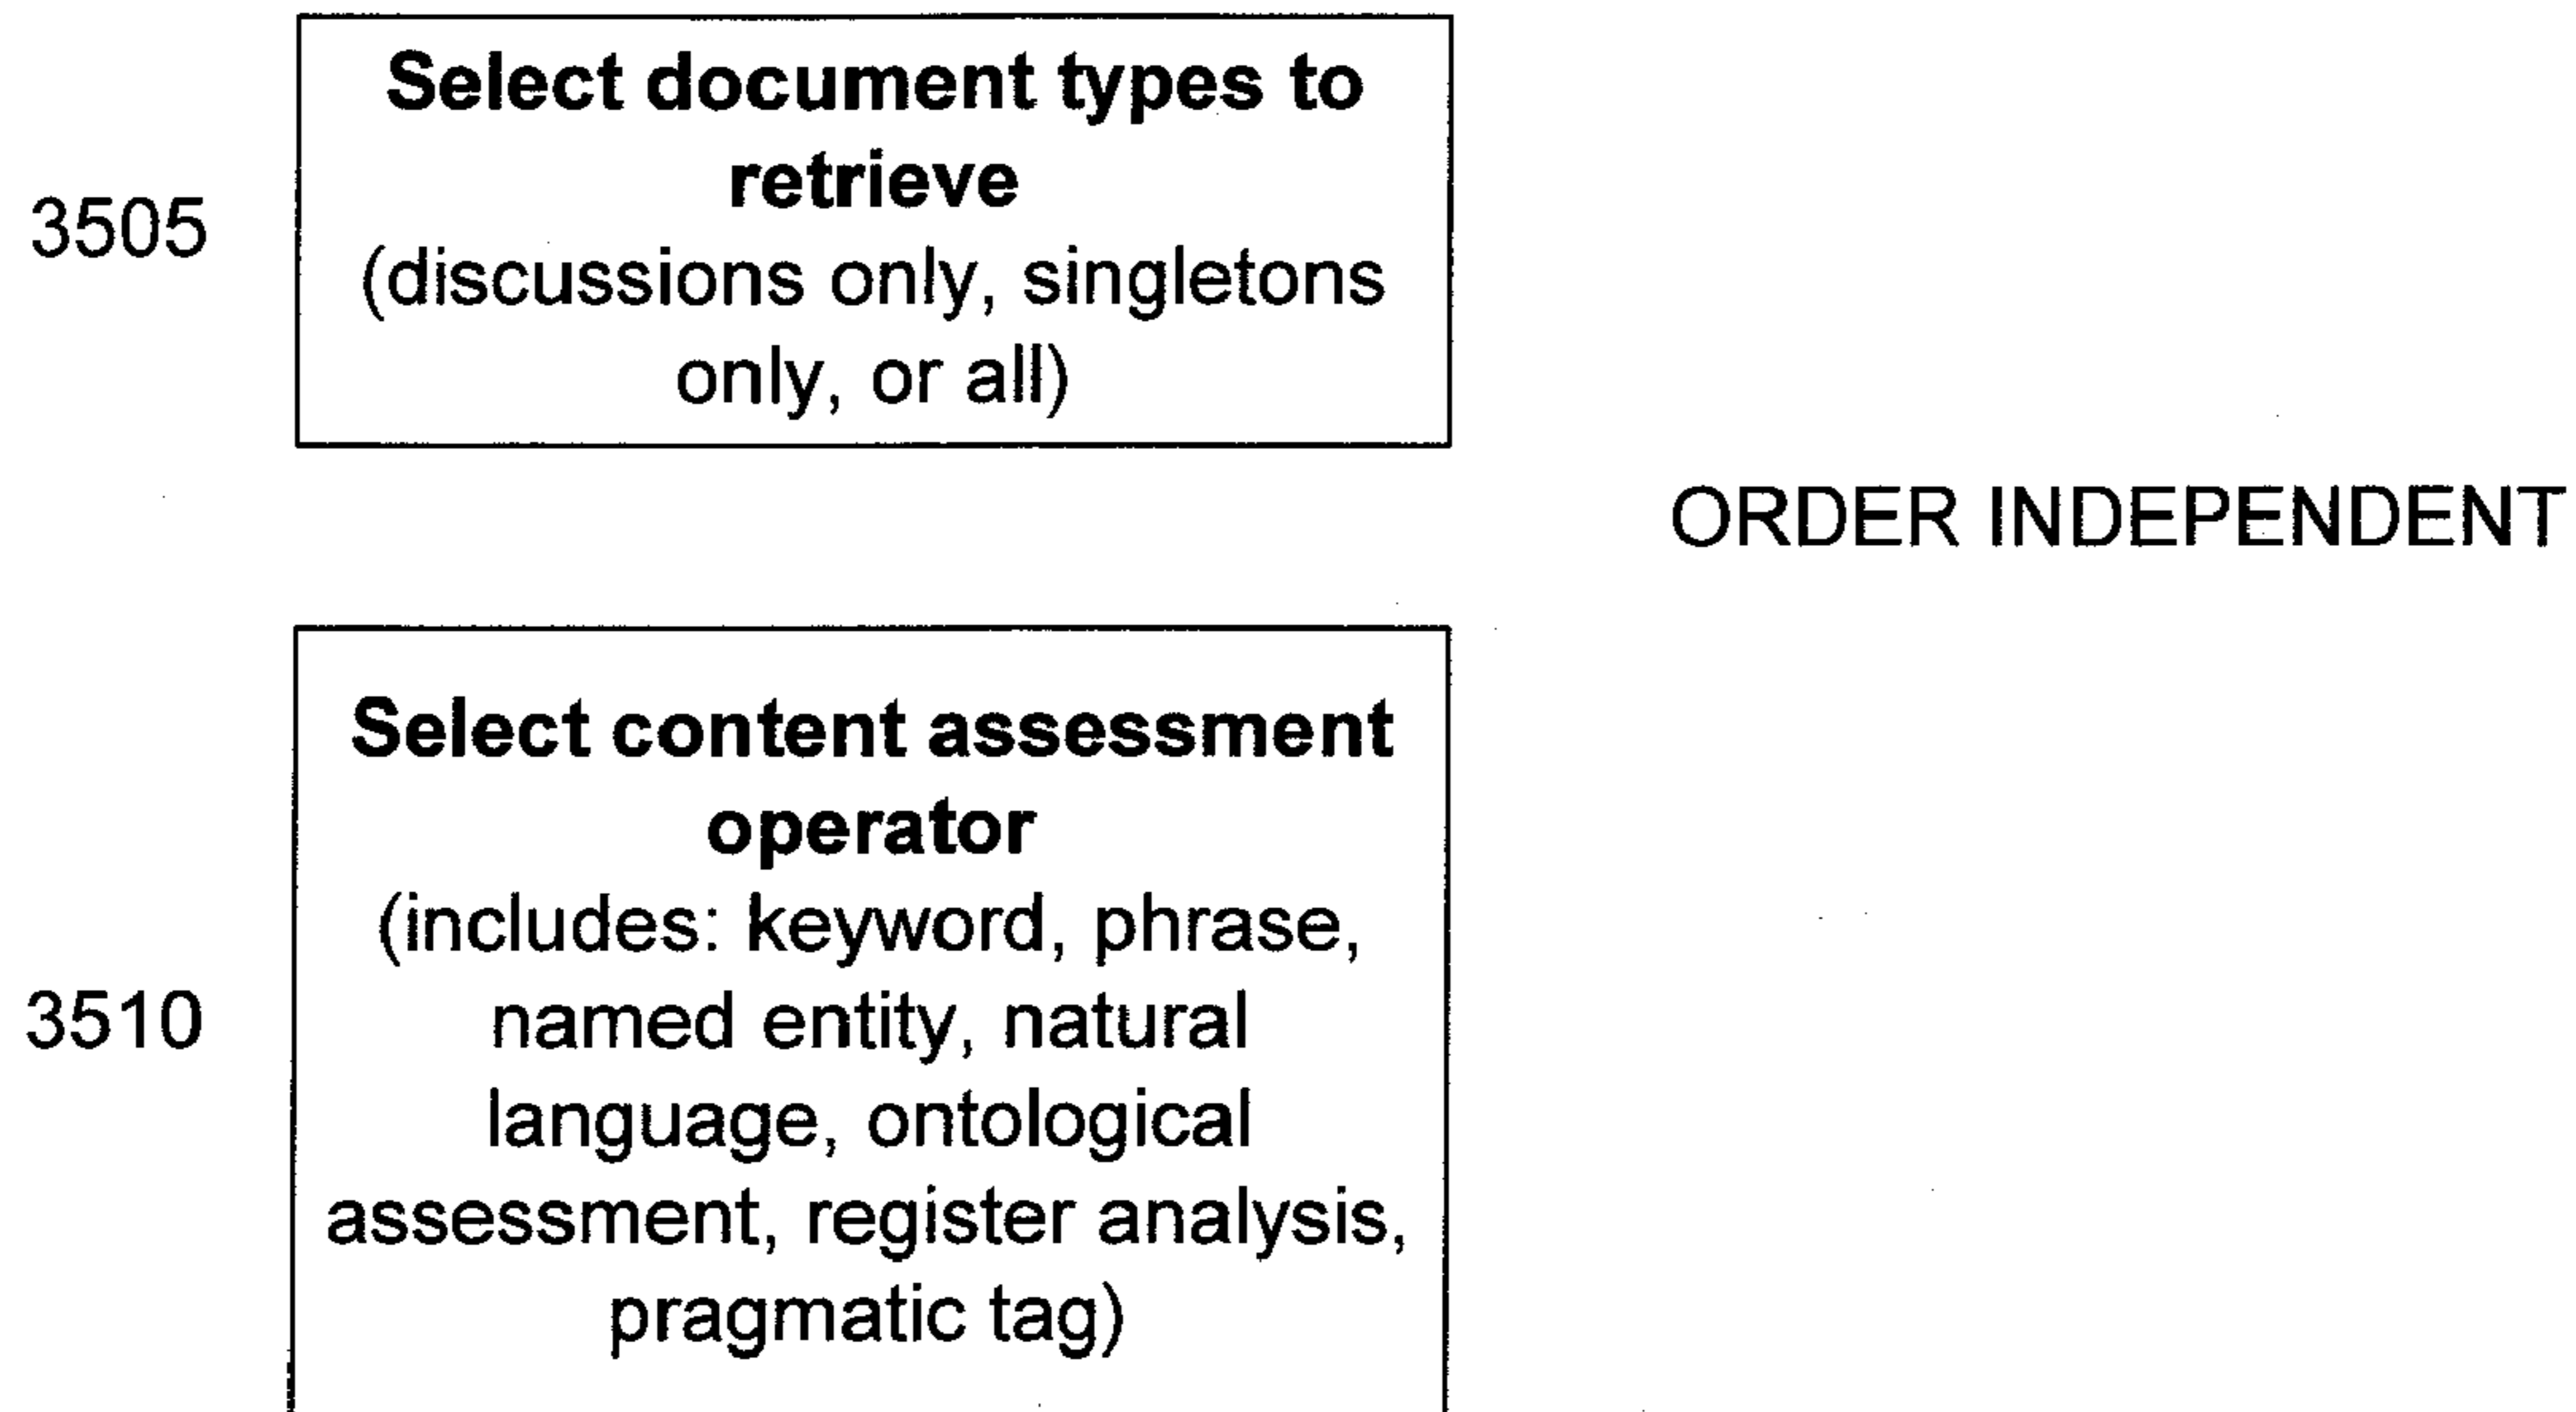 Select document types to
retrieve
3505
(discussions only, singletons
only, or all)
ORDER INDEPENDENT
Select content assessment
operator
(includes: keyword, phrase,
3510
named entity, natural
language, ontological
assessment, register analysis,
pragmatic tag)